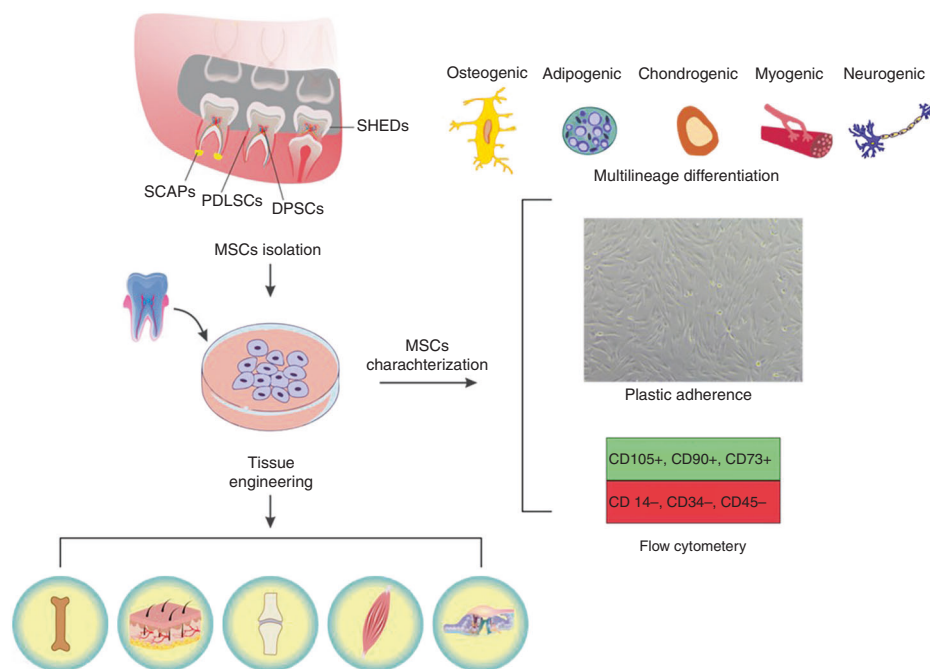 SHEDs
SCAPs
PDLSCs
DPSCs
MSCs isolation
Osteogenic
Adipogenic
Chondrogenic
Myogenic
Neurogenic
Multilineage differentiation
MSCs
charachterization
Plastic adherence
CD105+, CD90+, CD73+
CD 14–, CD34–, CD45–
Flow cytometery
Tissue
engineering